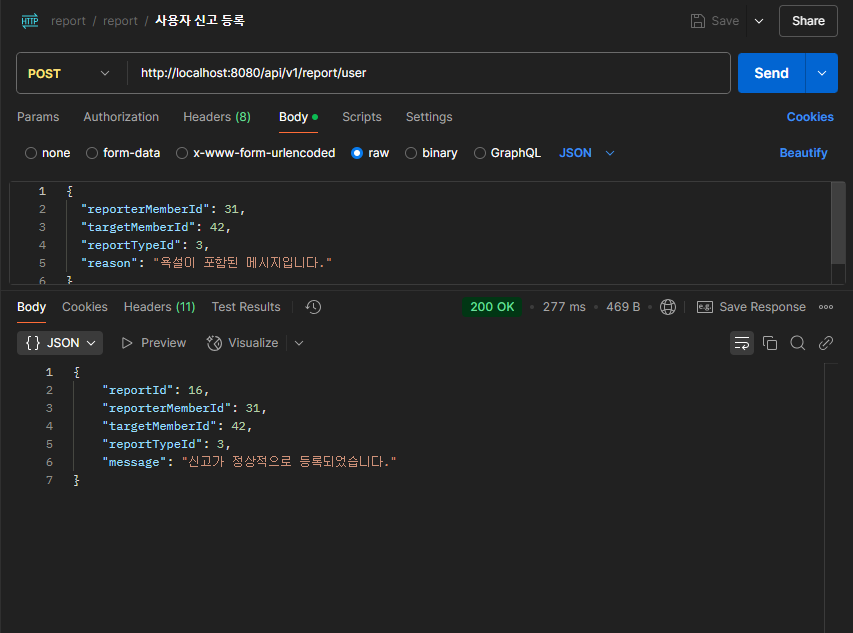 HTTP report / report / 사용자 신고 등록 Save Share
POST http://localhost:8080/api/v1/report/user Send
Params Authorization Headers (8) Body Scripts Settings Cookies
none form-data x-www-form-urlencoded raw binary GraphQL JSON Beautify
1 {
2 "reporterMemberId": 31,
3 "targetMemberId": 42,
4 "reportTypeId": 3,
5 "reason": "욕설이 포함된 메시지입니다."
6 }
Body Cookies Headers (11) Test Results 200 OK 277 ms 469 B e.g. Save Response
{} JSON Preview Visualize
1 {
2 "reportId": 16,
3 "reporterMemberId": 31,
4 "targetMemberId": 42,
5 "reportTypeId": 3,
6 "message": "신고가 정상적으로 등록되었습니다."
7 }